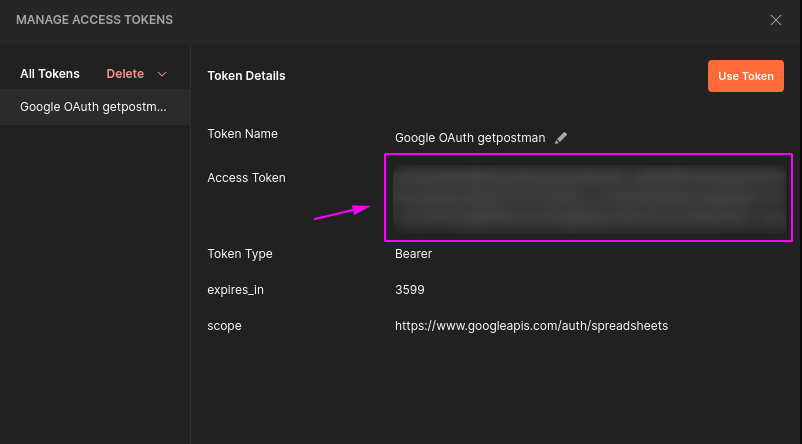 MANAGE ACCESS TOKENS
All Tokens Delete
Google OAuth getpostm...
Token Details
Use Token
Token Name Google OAuth getpostman
Access Token
Token Type Bearer
expires_in 3599
scope https://www.googleapis.com/auth/spreadsheets